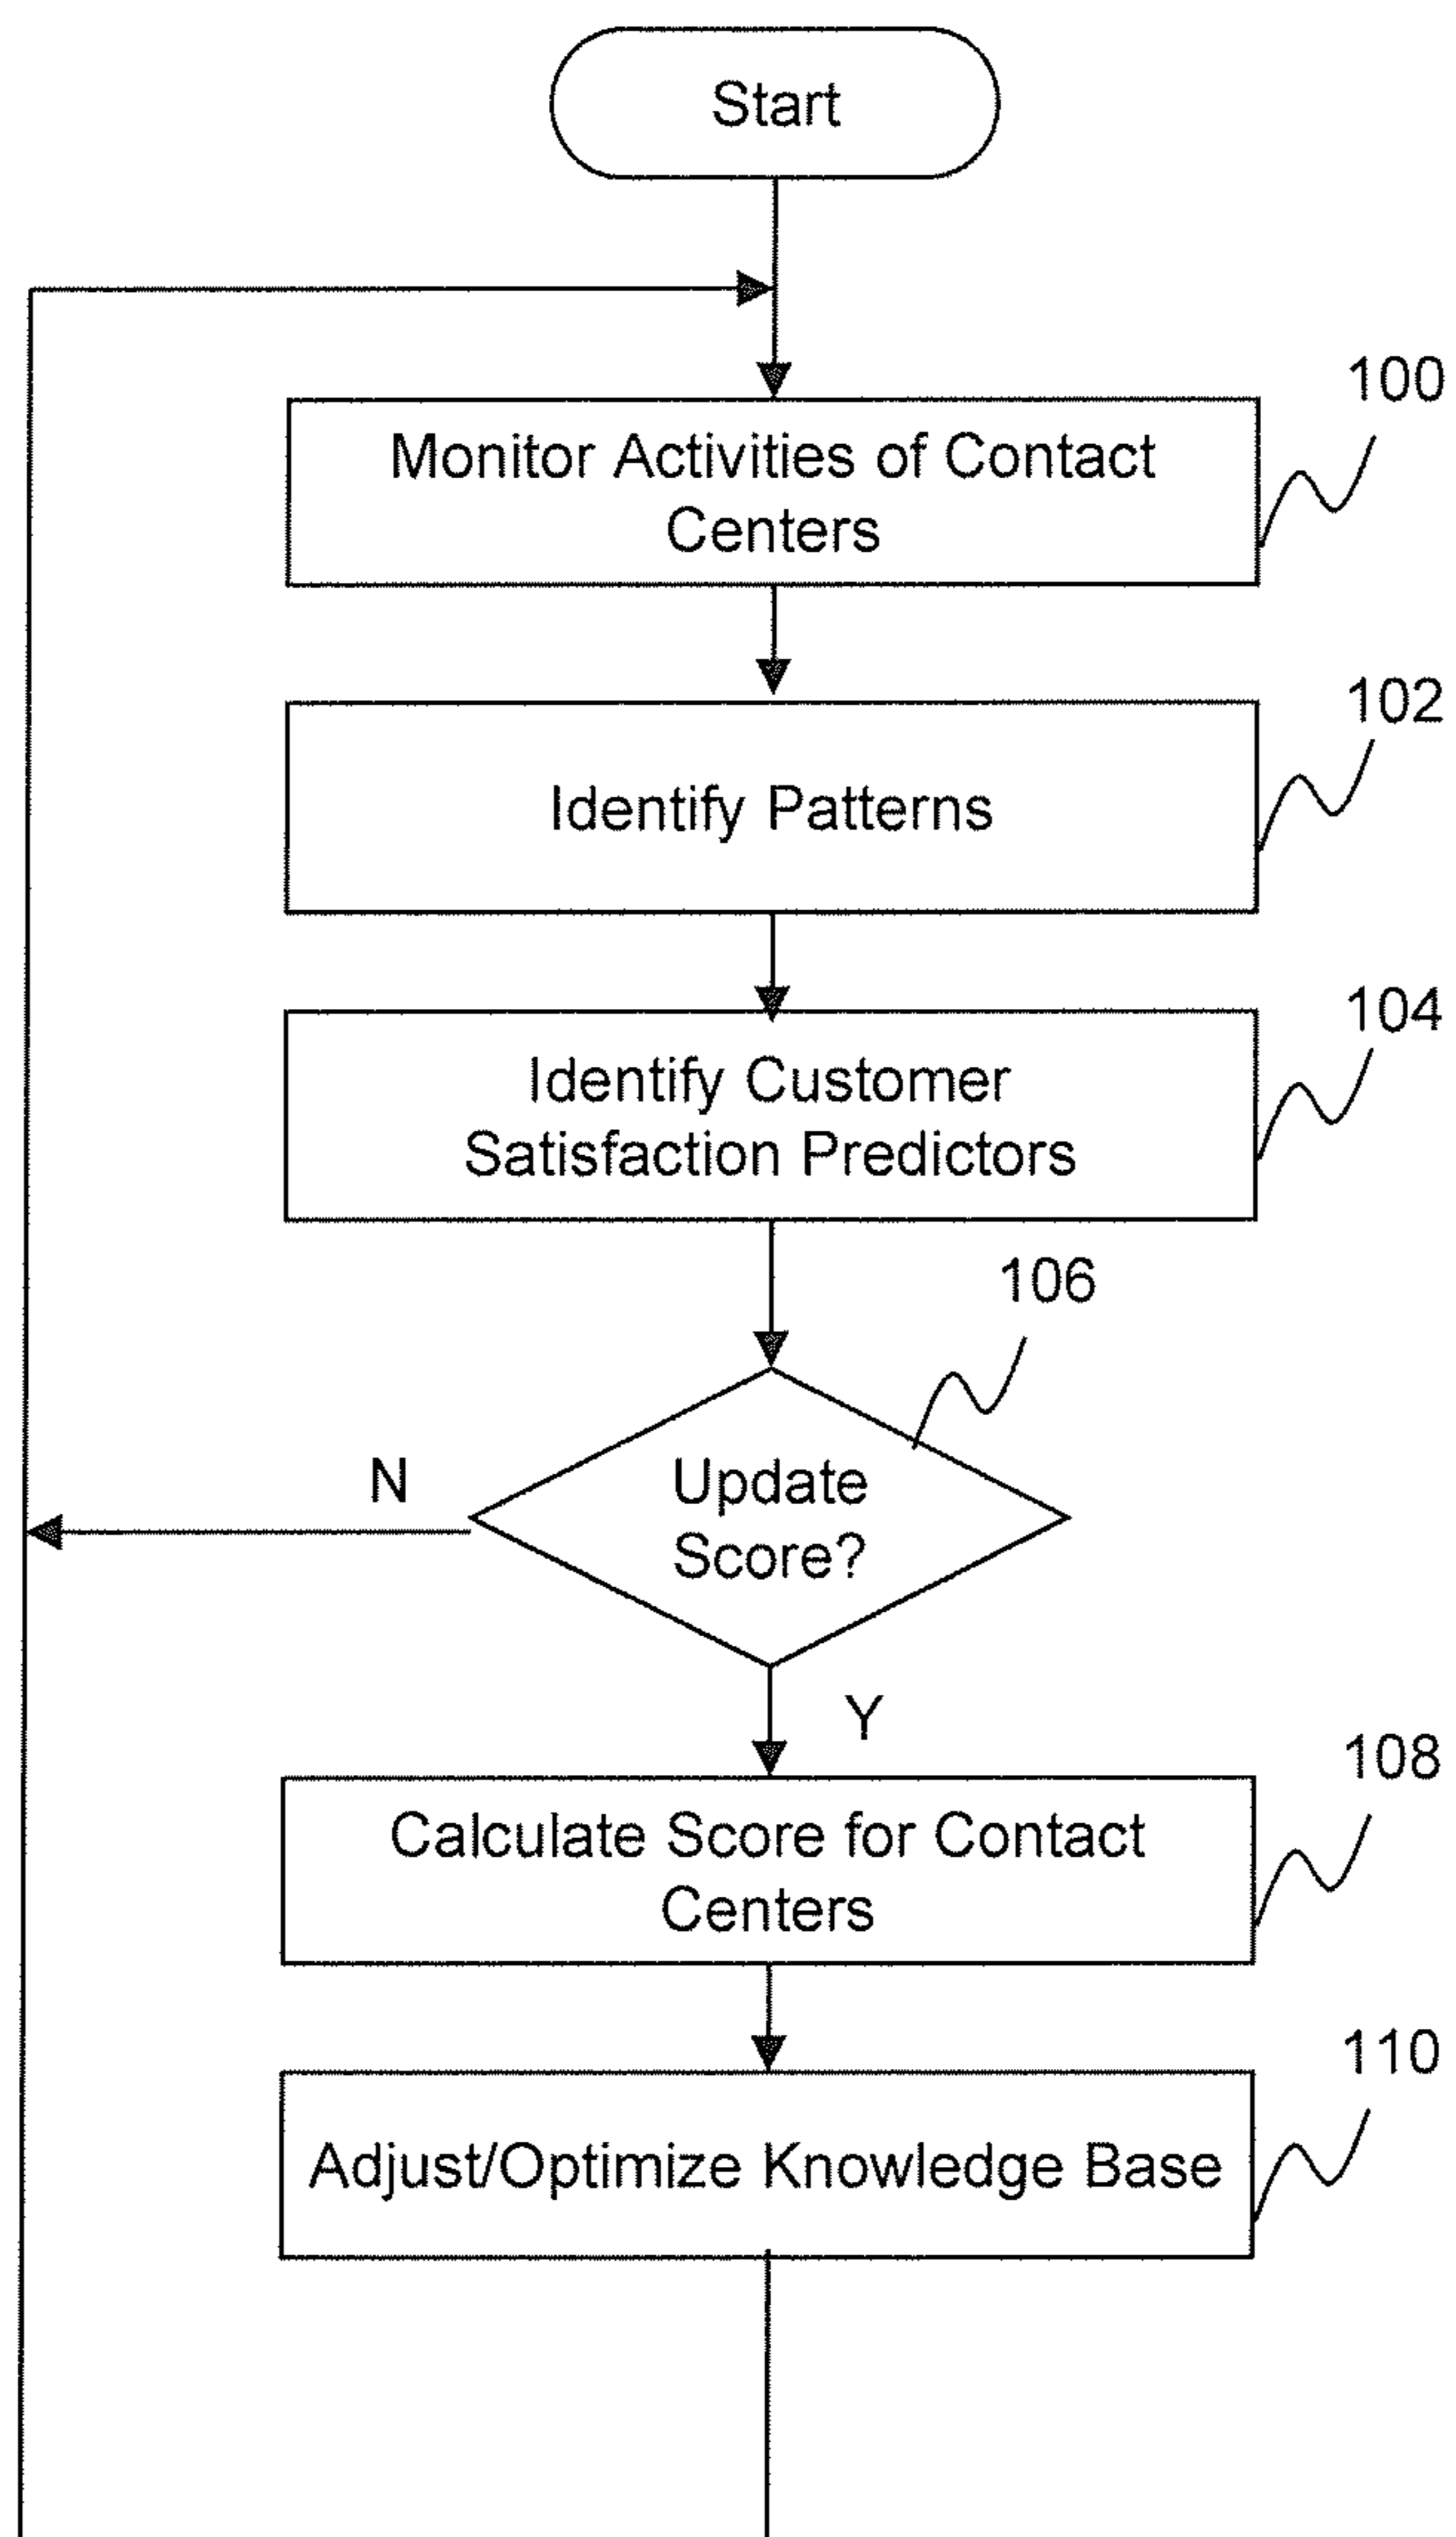 Start
100
Monitor Activities of Contact
Centers
102
Identify Patterns
104
Identify Customer
Satisfaction Predictors
106
N
Update
Score?
Y
108
Calculate Score for Contact
Centers
110
Adjust/Optimize Knowledge Base